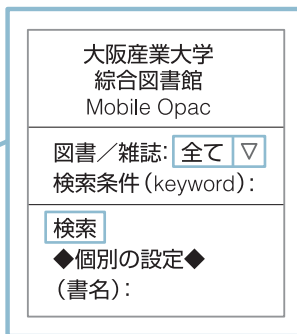 大阪産業大学
綜合図書館
Mobile Opac
図書／雑誌: 全て ▽
検索条件(keyword):
検索
◆個別の設定◆
(書名):